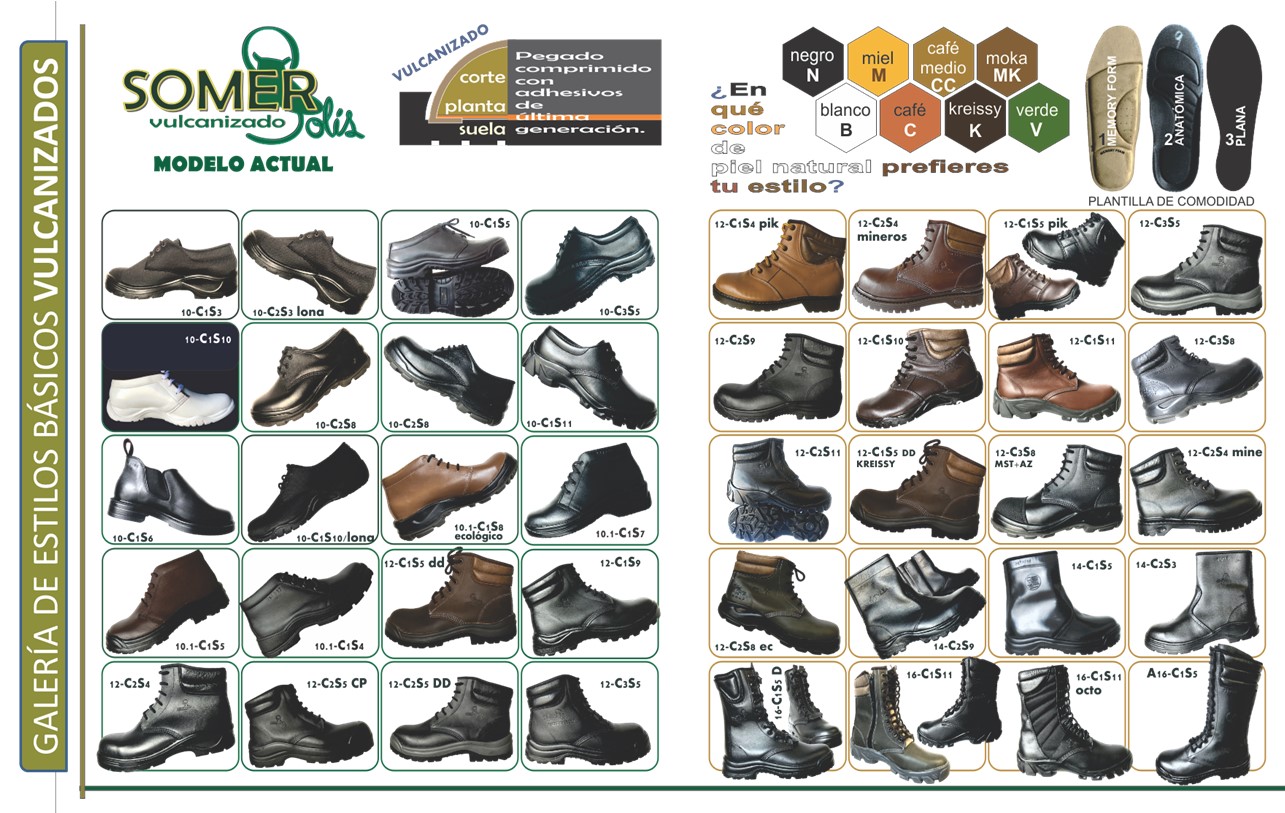 GALERÍA DE ESTILOS BÁSICOS VULCANIZADOS
SOMER
vulcanizado
Solis
MODELO ACTUAL
VULCANIZADO
corte
planta
suela
Pegado
comprimido
con
adhesivos
de
última
generación.
¿En
qué
color
de
piel natural prefieres
tu estilo?
negro
N
miel
M
café
medio
CC
moka
MK
blanco
B
café
C
kreissy
K
verde
V
1 MEMORY FORM
2 ANATÓMICA
3 PLANA
9
PLANTILLA DE COMODIDAD
10-C1S3
10-C2S3 lona
10-C1S5
10-C3S5
10-C1S10
10-C2S8
10-C2S8
10-C1S11
10-C1S6
10-C1S10/lona
10.1-C1S8
ecológico
10.1-C1S7
10.1-C1S5
10.1-C1S4
12-C1S5 dd
12-C1S9
12-C2S4
12-C2S5 CP
12-C2S5 DD
12-C3S5
12-C1S4 pik
12-C2S4
mineros
12-C1S5 pik
12-C3S5
12-C2S9
12-C1S10
12-C1S11
12-C3S8
12-C2S11
12-C1S5 DD
KREISSY
12-C3S8
MST+AZ
12-C2S4 mine
12-C2S8 ec
14-C2S9
14-C1S5
14-C2S3
16-C1S5 D
16-C1S11
16-C1S11
octo
A16-C1S5